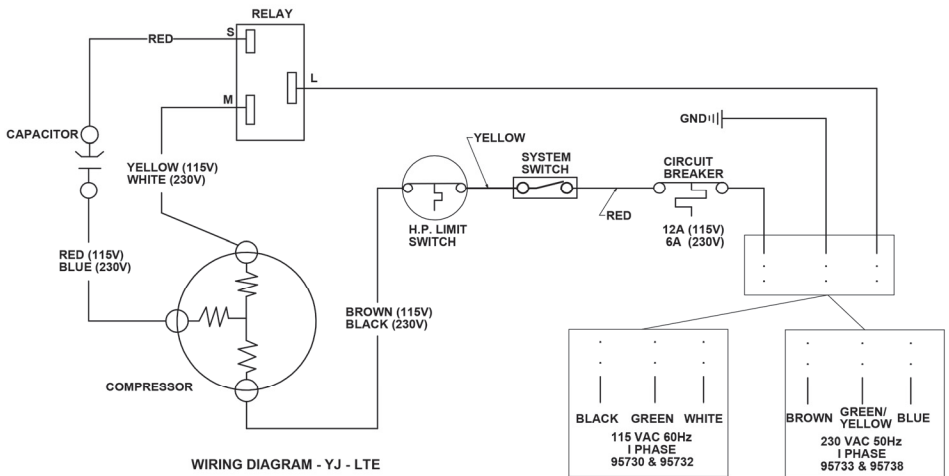 RELAY
S
RED
L
M
GND
CAPACITOR
YELLOW
YELLOW (115V)
WHITE (230V)
SYSTEM
SWITCH
CIRCUIT
BREAKER
RED
H.P. LIMIT
SWITCH
12A (115V)
6A (230V)
RED (115V)
BLUE (230V)
BROWN (115V)
BLACK (230V)
COMPRESSOR
BLACK GREEN WHITE
115 VAC 60Hz
I PHASE
95730 & 95732
BROWN GREEN/
YELLOW BLUE
230 VAC 50Hz
I PHASE
95733 & 95738
WIRING DIAGRAM - YJ - LTE